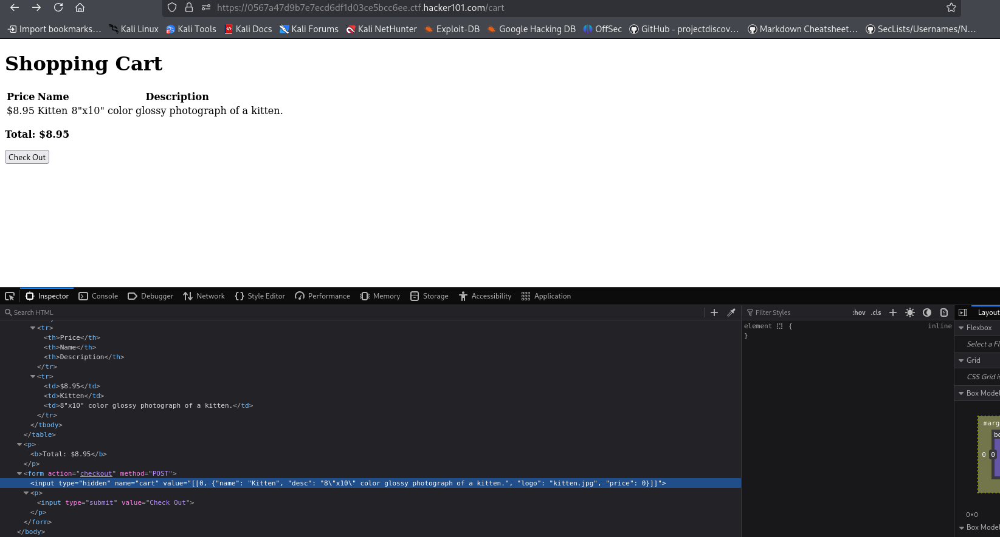 https://0567a47d9b7e7ecd6df1d03ce5bcc6ee.ctf.hacker101.com/cart
Import bookmarks… Kali Linux Kali Tools Kali Docs Kali Forums Kali NetHunter Exploit-DB Google Hacking DB OffSec GitHub - projectdiscov… Markdown Cheatsheet… SecLists/Usernames/N…
Shopping Cart
Price Name Description
$8.95 Kitten 8"x10" color glossy photograph of a kitten.
Total: $8.95
Check Out
Inspector Console Debugger Network Style Editor Performance Memory Storage Accessibility Application
Search HTML
Filter Styles :hov .cls Layout
<tr>
<th>Price</th>
<th>Name</th>
<th>Description</th>
</tr>
<tr>
<td>$8.95</td>
<td>Kitten</td>
<td>8"x10" color glossy photograph of a kitten.</td>
</tr>
</tbody>
</table>
<p>
<b>Total: $8.95</b>
</p>
<form action="checkout" method="POST">
<input type="hidden" name="cart" value="[[0, {"name": "Kitten", "desc": "8\"x10\" color glossy photograph of a kitten.", "logo": "kitten.jpg", "price": 0}]]">
<p>
<input type="submit" value="Check Out">
</p>
</form>
</body>
element { inline
}
Flexbox
Select a Fl
Grid
CSS Grid is
Box Model
marg
bo
0 0
0×0
Box Model